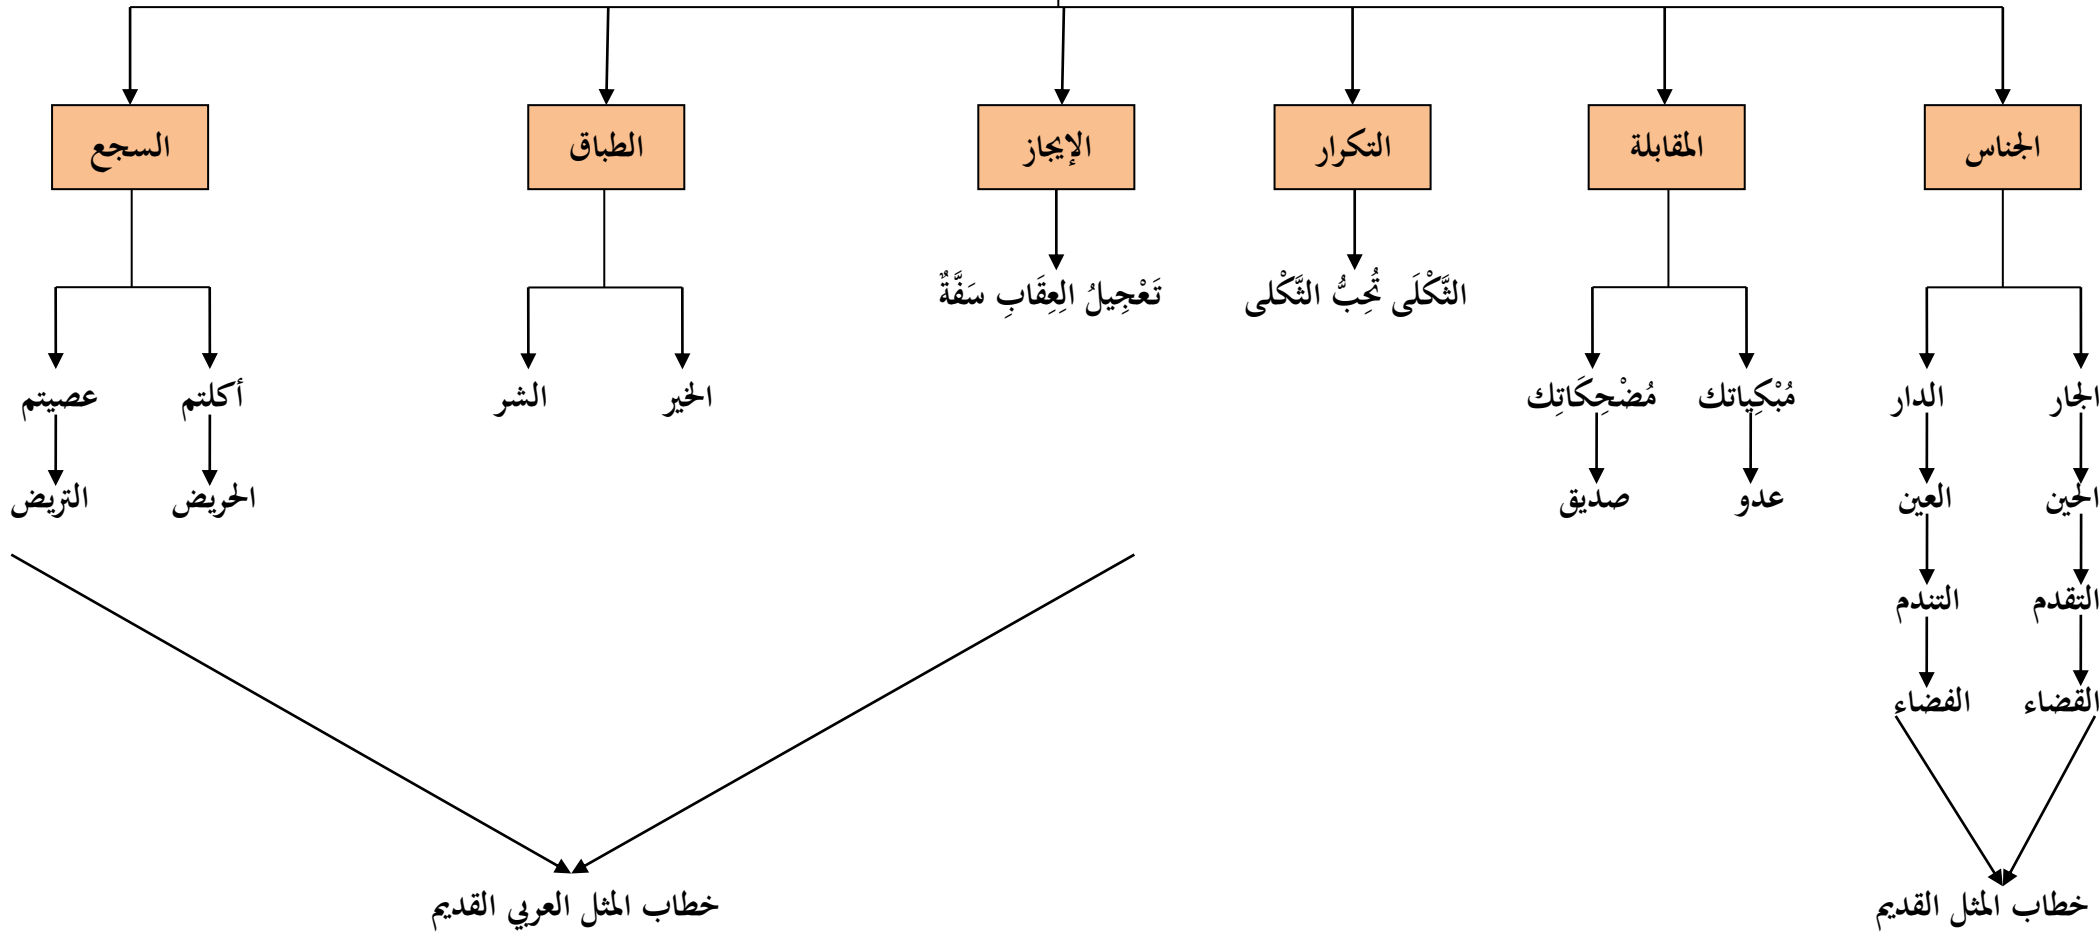 الجناس
المقابلة
التكرار
الإيجاز
الطباق
السجع
الثَّكْلَى تُحِبُّ الثَّكْلى
تَعْجِيلُ العِقَابِ سَفَّةٌ
الجار
الدار
مُبْكِياتك
مُضْحِكَاتِك
الخير
الشر
أكلتم
عصيتم
الحين
العين
عدو
صديق
الحريض
التريض
التقدم
التندم
القضاء
الفضاء
خطاب المثل القديم
خطاب المثل العربي القديم